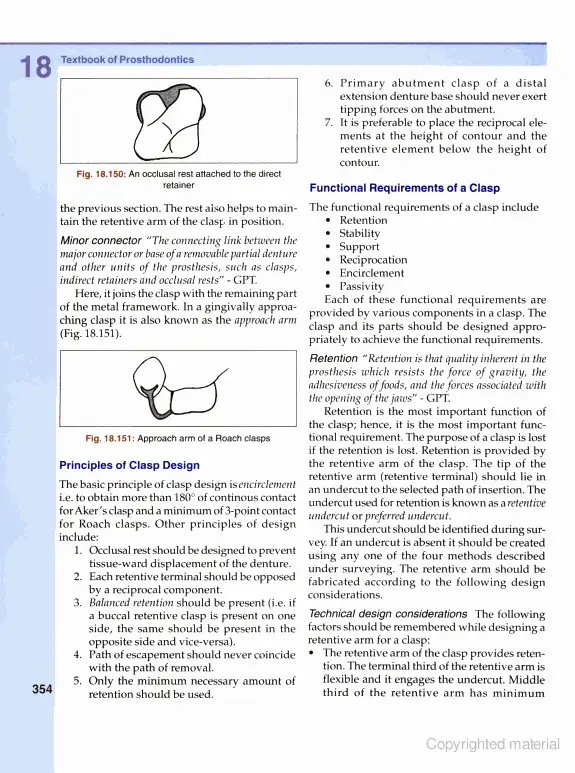 18
Textbook of Prosthodontics
Fig. 18.150: An occlusal rest attached to the direct
retainer
the previous section. The rest also helps to main-
tain the retentive arm of the clasp in position.
Minor connector "The connecting link between the
major connector or base of a removable partial denture
and other units of the prosthesis, such as clasps,
indirect retainers and occlusal rests" - GPT.
Here, it joins the clasp with the remaining part
of the metal framework. In a gingivally approa-
ching clasp it is also known as the approach arm
(Fig. 18.151).
Fig. 18.151: Approach arm of a Roach clasps
Principles of Clasp Design
The basic principle of clasp design is encirclement
i.e. to obtain more than 180° of continous contact
for Aker's clasp and a minimum of 3-point contact
for Roach clasps. Other principles of design
include:
1. Occlusal rest should be designed to prevent
tissue-ward displacement of the denture.
2. Each retentive terminal should be opposed
by a reciprocal component.
3. Balanced retention should be present (i.e. if
a buccal retentive clasp is present on one
side, the same should be present in the
opposite side and vice-versa).
4. Path of escapement should never coincide
with the path of removal.
5. Only the minimum necessary amount of
retention should be used.
354
6. Primary abutment clasp of a distal
extension denture base should never exert
tipping forces on the abutment.
7. It is preferable to place the reciprocal ele-
ments at the height of contour and the
retentive element below the height of
contour.
Functional Requirements of a Clasp
The functional requirements of a clasp include
• Retention
• Stability
• Support
• Reciprocation
• Encirclement
• Passivity
Each of these functional requirements are
provided by various components in a clasp. The
clasp and its parts should be designed appro-
priately to achieve the functional requirements.
Retention "Retention is that quality inherent in the
prosthesis which resists the force of gravity, the
adhesiveness of foods, and the forces associated with
the opening of the jaws" - GPT.
Retention is the most important function of
the clasp; hence, it is the most important func-
tional requirement. The purpose of a clasp is lost
if the retention is lost. Retention is provided by
the retentive arm of the clasp. The tip of the
retentive arm (retentive terminal) should lie in
an undercut to the selected path of insertion. The
undercut used for retention is known as a retentive
undercut or preferred undercut.
This undercut should be identified during sur-
vey. If an undercut is absent it should be created
using any one of the four methods described
under surveying. The retentive arm should be
fabricated according to the following design
considerations.
Technical design considerations The following
factors should be remembered while designing a
retentive arm for a clasp:
• The retentive arm of the clasp provides reten-
tion. The terminal third of the retentive arm is
flexible and it engages the undercut. Middle
third of the retentive arm has minimum
Copyrighted material